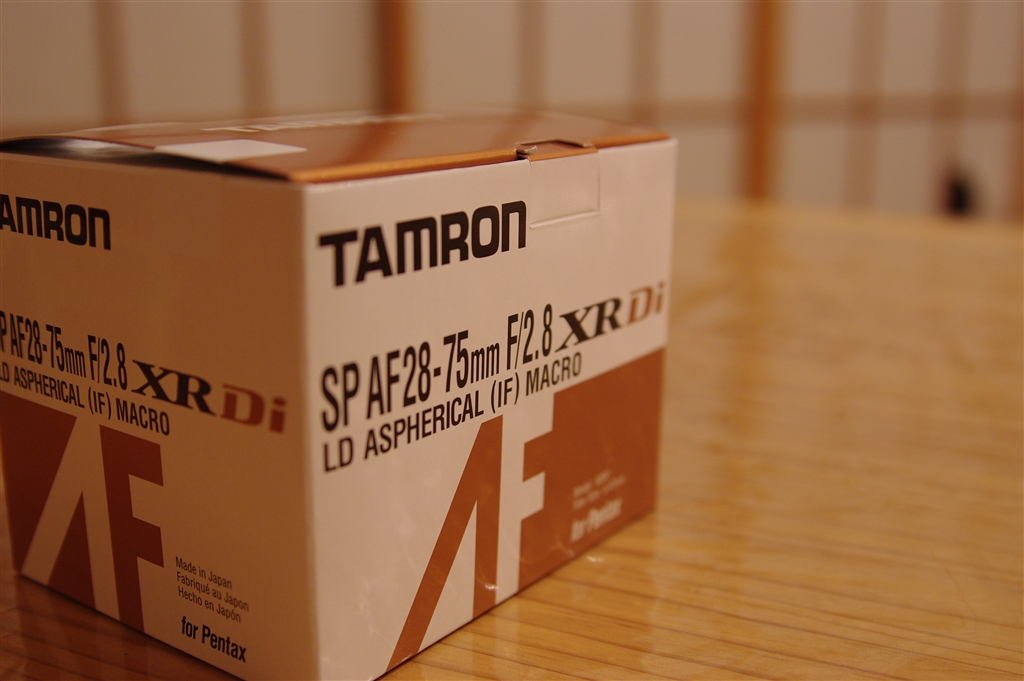 TAMRON
AMRON
TAMRON
SP AF28-75mm F/2.8 XR Di
LD ASPHERICAL (IF) MACRO
AF
for Pentax
P AF28-75mm F/2.8 XR Di
LD ASPHERICAL (IF) MACRO
AF
Made in Japan
Fabriqué au Japon
Hecho en Japón
for Pentax